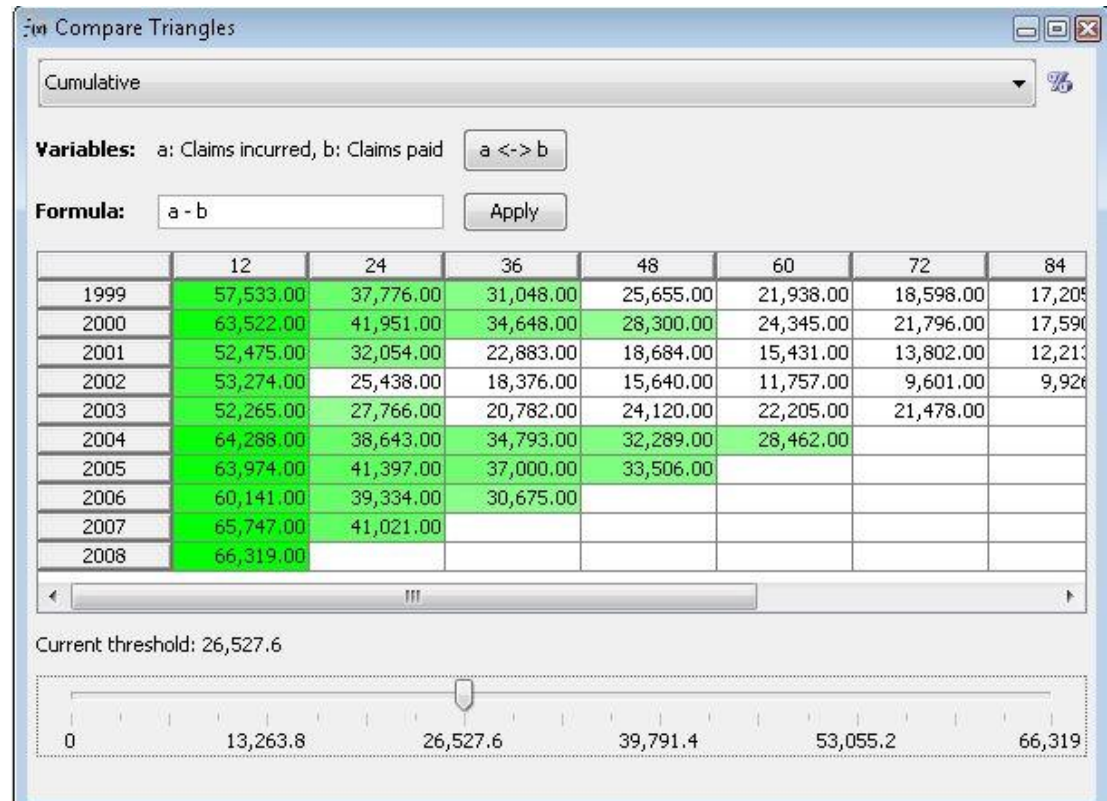 f(x) Compare Triangles
Cumulative
%
Variables: a: Claims incurred, b: Claims paid a <-> b
Formula: a - b Apply
12 24 36 48 60 72 84
1999 57,533.00 37,776.00 31,048.00 25,655.00 21,938.00 18,598.00
2000 63,522.00 41,951.00 34,648.00 28,300.00 24,345.00 21,796.00
2001 52,475.00 32,054.00 22,883.00 18,684.00 15,431.00 13,802.00
2002 53,274.00 25,438.00 18,376.00 15,640.00 11,757.00 9,601.00
2003 52,265.00 27,766.00 20,782.00 24,120.00 22,205.00 21,478.00
2004 64,288.00 38,643.00 34,793.00 32,289.00 28,462.00
2005 63,974.00 41,397.00 37,000.00 33,506.00
2006 60,141.00 39,334.00 30,675.00
2007 65,747.00 41,021.00
2008 66,319.00
Current threshold: 26,527.6
0 13,263.8 26,527.6 39,791.4 53,055.2 66,319